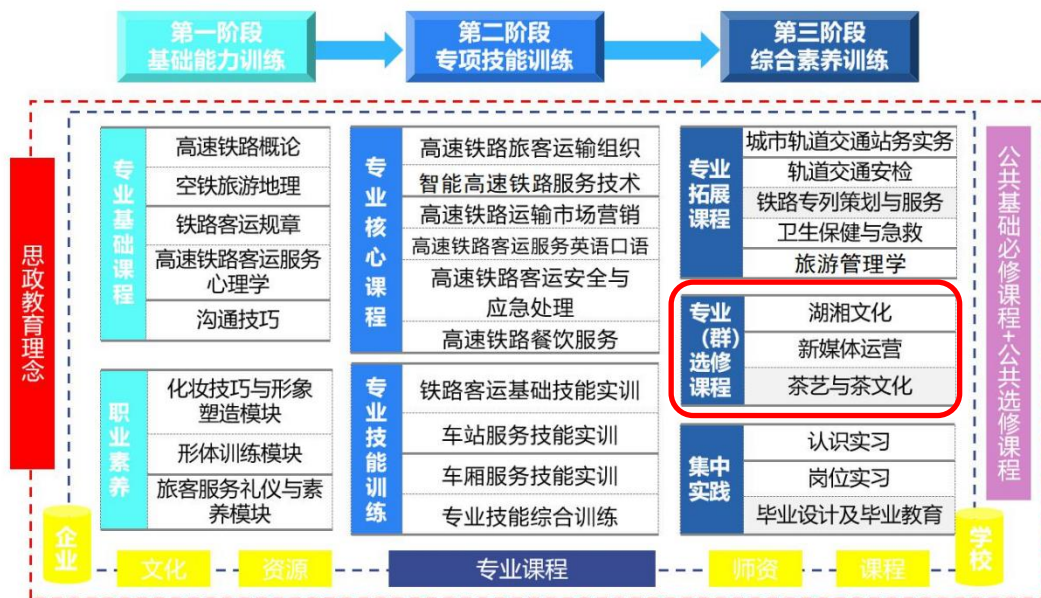 第一阶段
基础能力训练
第二阶段
专项技能训练
第三阶段
综合素养训练
思政教育理念
专业基础课程
高速铁路概论
空铁旅游地理
铁路客运规章
高速铁路客运服务
心理学
沟通技巧
职业素养
化妆技巧与形象
塑造模块
形体训练模块
旅客服务礼仪与素
养模块
专业核心课程
高速铁路旅客运输组织
智能高速铁路服务技术
高速铁路运输市场营销
高速铁路客运服务英语口语
高速铁路客运安全与
应急处理
高速铁路餐饮服务
专业技能训练
铁路客运基础技能实训
车站服务技能实训
车厢服务技能实训
专业技能综合训练
专业
拓展
课程
城市轨道交通站务实务
轨道交通安检
铁路专列策划与服务
卫生保健与急救
旅游管理学
专业
（群）
选修
课程
湖湘文化
新媒体运营
茶艺与茶文化
集中
实践
认识实习
岗位实习
毕业设计及毕业教育
公共基础必修课程+公共选修课程
企业
文化
资源
专业课程
师资
课程
学校